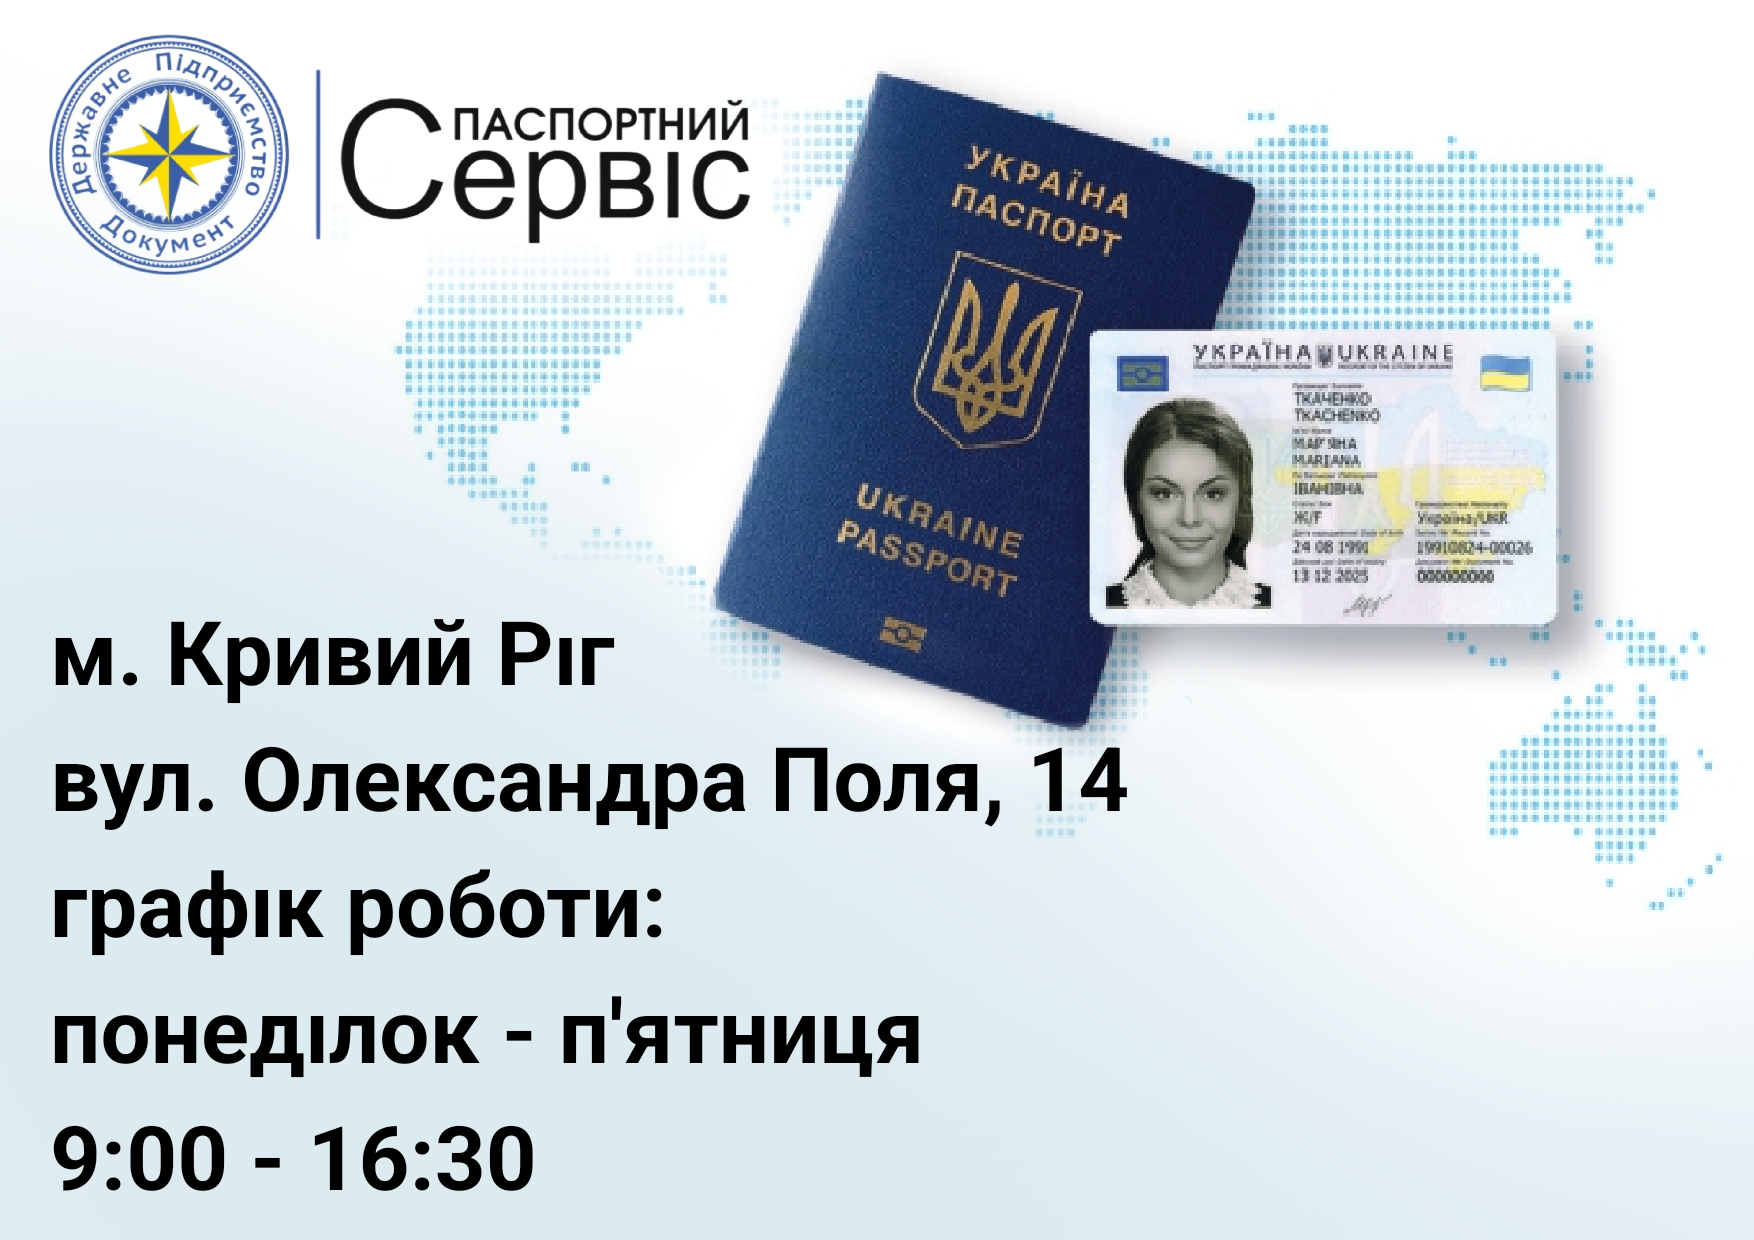 Державне Підприємство
Документ
ПАСПОРТНИЙ
Сервіс
УКРАЇНА
ПАСПОРТ
UKRAINE
PASSPORT
УКРАЇНА UKRAINE
ТКАЧЕНКО
TKACHENKO
МАР'ЯНА
MARIANA
ІВАНІВНА
Ж/F
Україна/UKR
24 08 1991
19910824-00026
13 12 2025
000000000
м. Кривий Ріг
вул. Олександра Поля, 14
графік роботи:
понеділок - п'ятниця
9:00 - 16:30